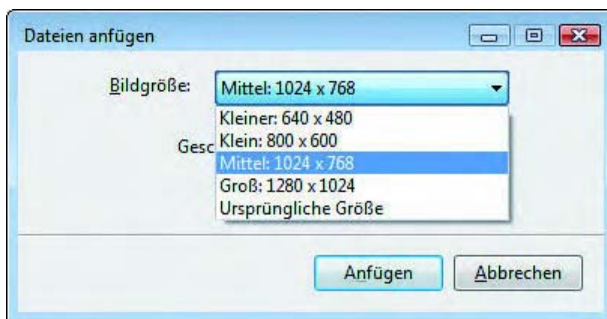 Dateien anfügen
Bildgröße: Mittel: 1024 x 768
Kleiner: 640 x 480
Gesc Klein: 800 x 600
Mittel: 1024 x 768
Groß: 1280 x 1024
Ursprüngliche Größe
Anfügen Abbrechen